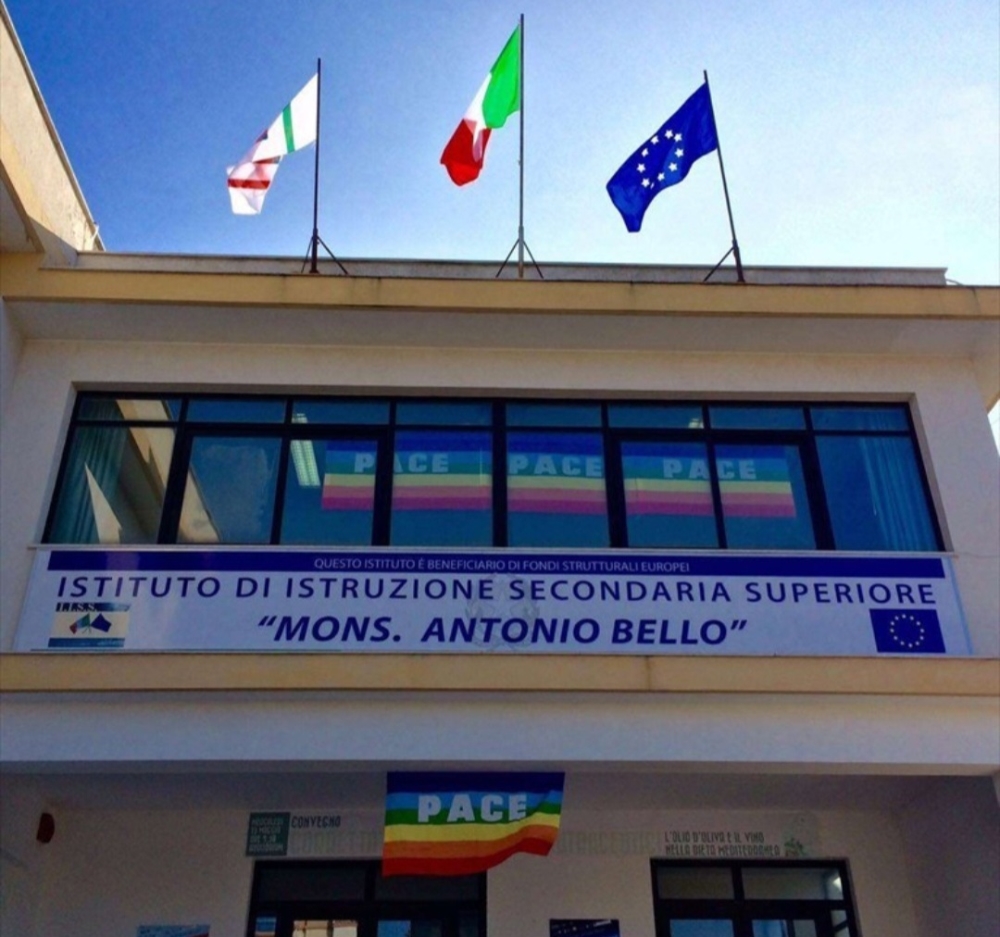 PACE PACE PACE
QUESTO ISTITUTO È BENEFICIARIO DI FONDI STRUTTURALI EUROPEI
ISTITUTO DI ISTRUZIONE SECONDARIA SUPERIORE
I.I.S.S.
“MONS. ANTONIO BELLO”
PACE
CONVEGNO
L'OLIO D'OLIVA E IL VINO
NELLA DIETA MEDITERRANEA